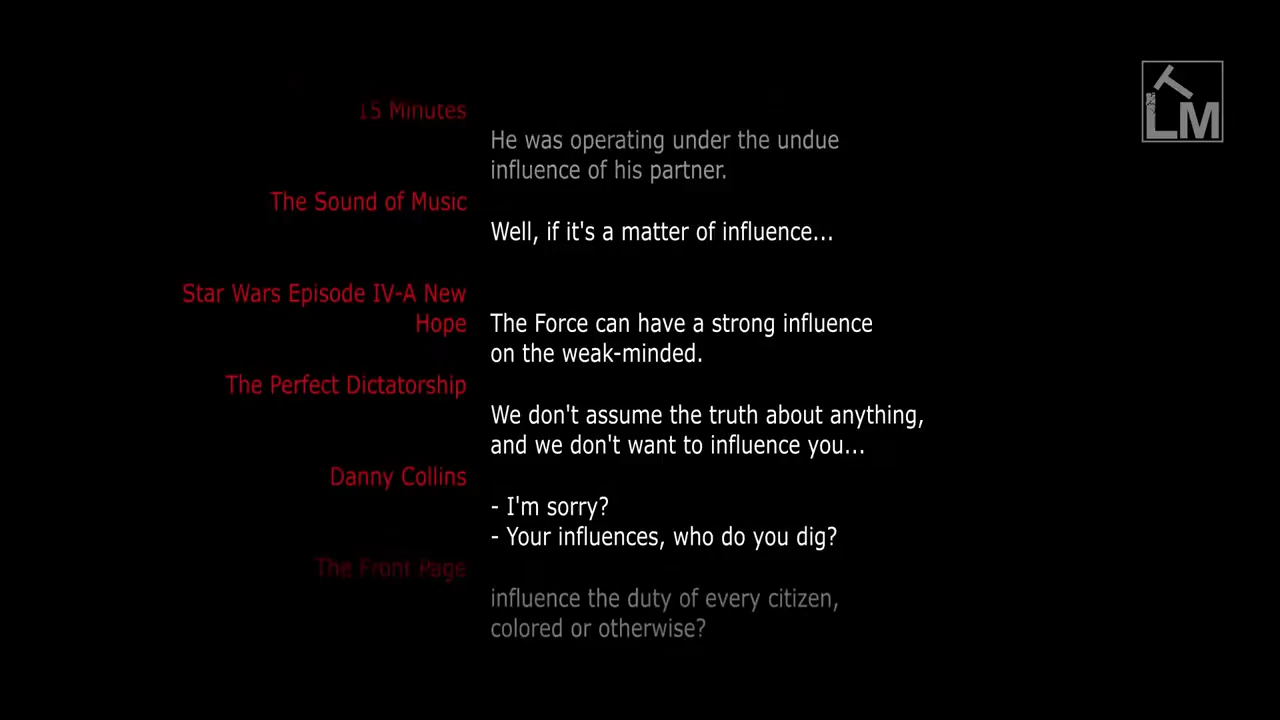 15 Minutes
He was operating under the undue
influence of his partner.
The Sound of Music
Well, if it's a matter of influence...
Star Wars Episode IV-A New
Hope
The Force can have a strong influence
on the weak-minded.
The Perfect Dictatorship
We don't assume the truth about anything,
and we don't want to influence you...
Danny Collins
- I'm sorry?
- Your influences, who do you dig?
The Front Page
influence the duty of every citizen,
colored or otherwise?
LTM